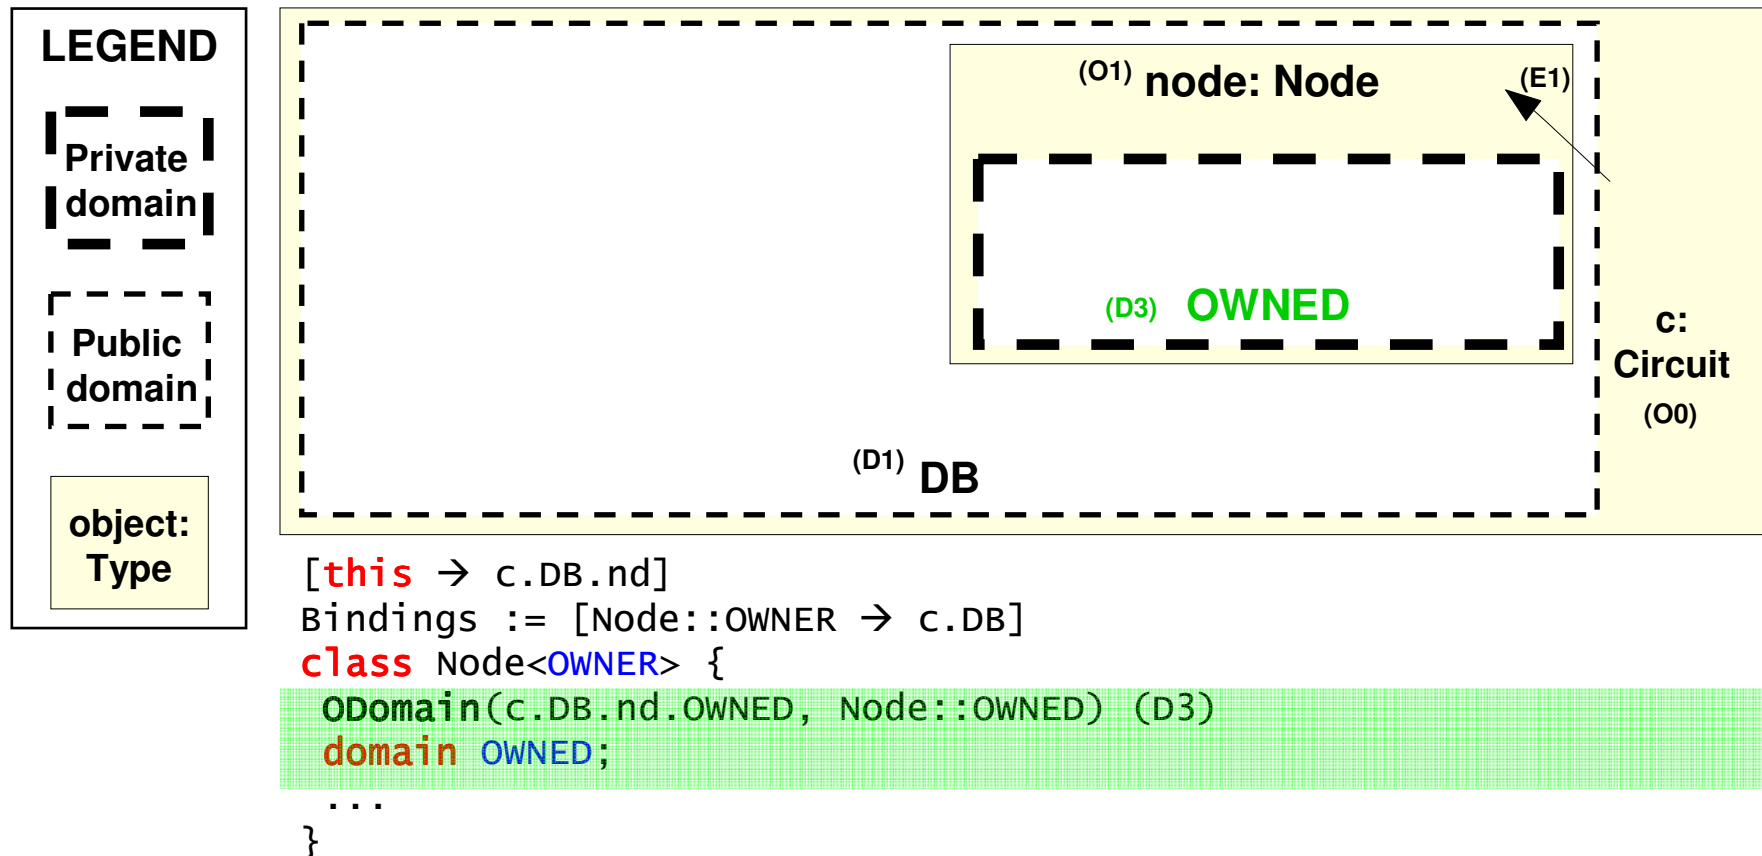 LEGEND
Private
domain
Public
domain
object:
Type
(O1) node: Node
(E1)
(D3) OWNED
(D1) DB
c:
Circuit
(O0)
[this → c.DB.nd]
Bindings := [Node::OWNER → c.DB]
class Node<OWNER> {
ODomain(c.DB.nd.OWNED, Node::OWNED) (D3)
domain OWNED;
...
}